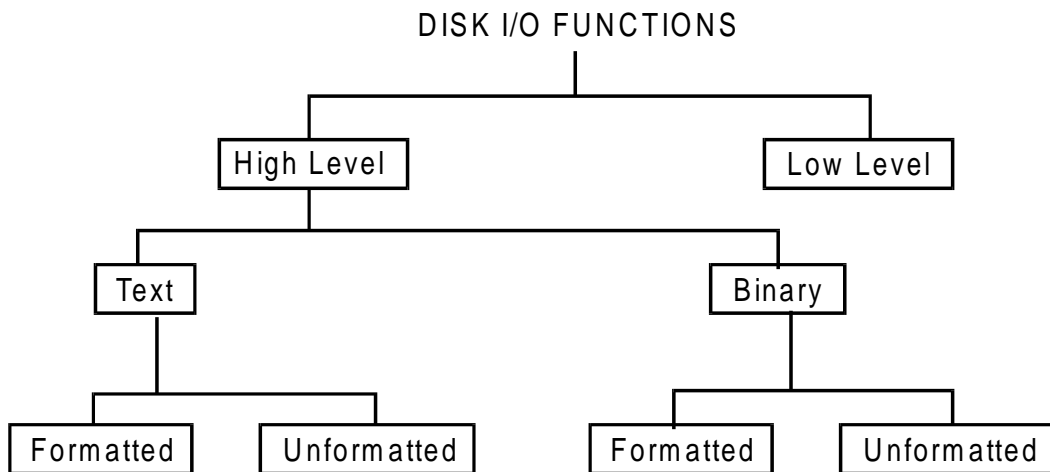 DISK I/O FUNCTIONS
High Level
Low Level
Text
Binary
Formatted
Unformatted
Formatted
Unformatted